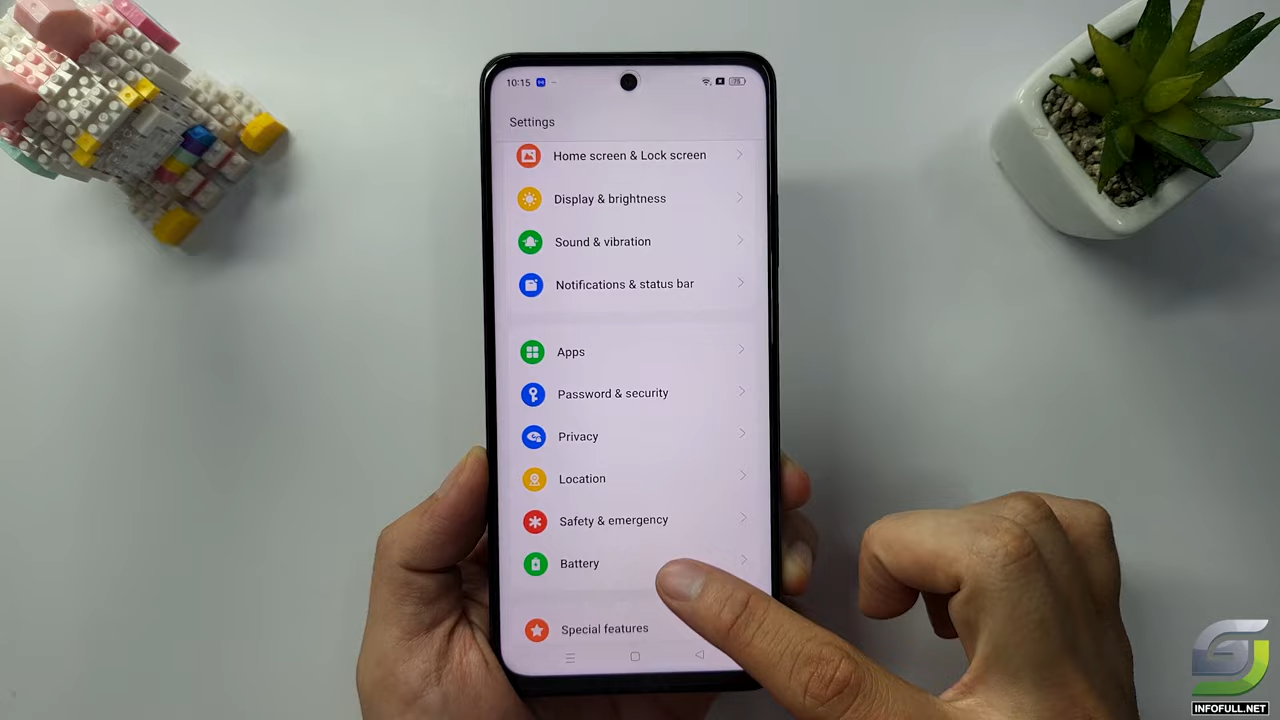 10:15
Settings
Home screen & Lock screen
Display & brightness
Sound & vibration
Notifications & status bar
Apps
Password & security
Privacy
Location
Safety & emergency
Battery
Special features
INFOFULL.NET